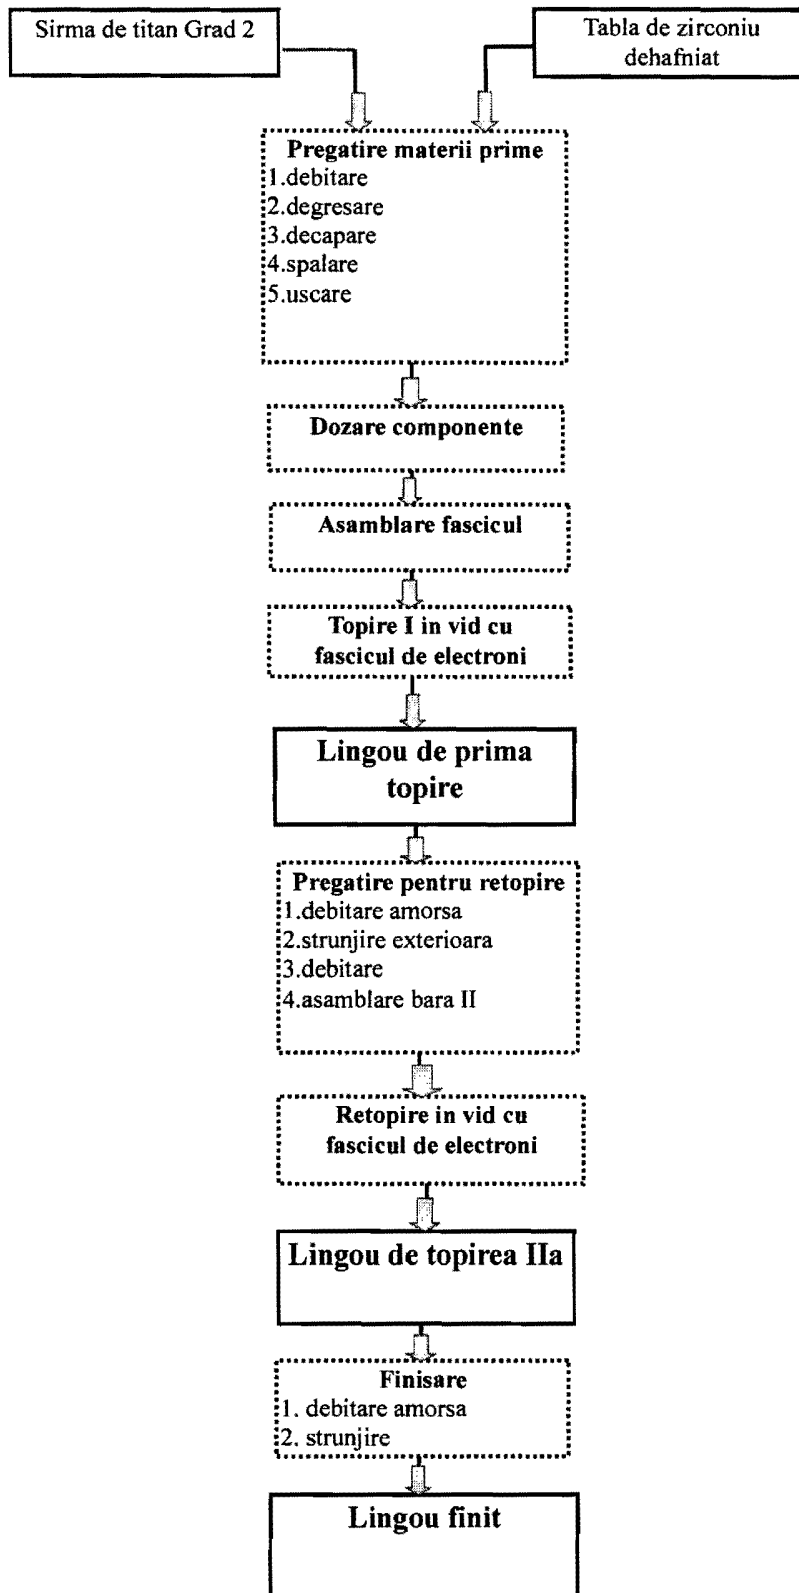 Sirma de titan Grad 2
Tabla de zirconiu
dehafniat
Pregatire materii prime
1.debitare
2.degresare
3.decapare
4.spalare
5.uscare
Dozare componente
Asamblare fascicul
Topire I in vid cu
fascicul de electroni
Lingou de prima
topire
Pregatire pentru retopire
1.debitare amorsa
2.strunjire exterioara
3.debitare
4.asamblare bara II
Retopire in vid cu
fascicul de electroni
Lingou de topirea IIa
Finisare
1. debitare amorsa
2. strunjire
Lingou finit